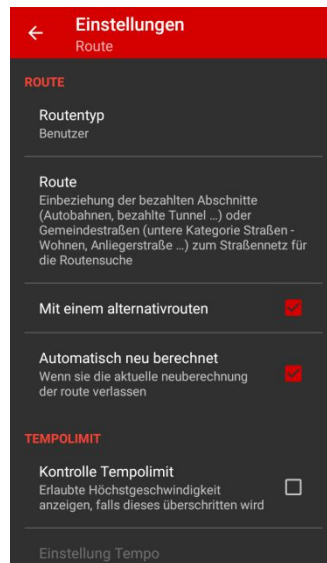 Einstellungen
Route
ROUTE
Routentyp
Benutzer
Route
Einbeziehung der bezahlten Abschnitte
(Autobahnen, bezahlte Tunnel ...) oder
Gemeindestraßen (untere Kategorie Straßen -
Wohnen, Anliegerstraße ...) zum Straßennetz für
die Routensuche
Mit einem alternativrouten
Automatisch neu berechnet
Wenn sie die aktuelle neuberechnung
der route verlassen
TEMPOLIMIT
Kontrolle Tempolimit
Erlaubte Höchstgeschwindigkeit
anzeigen, falls dieses überschritten wird
Einstellung Tempo